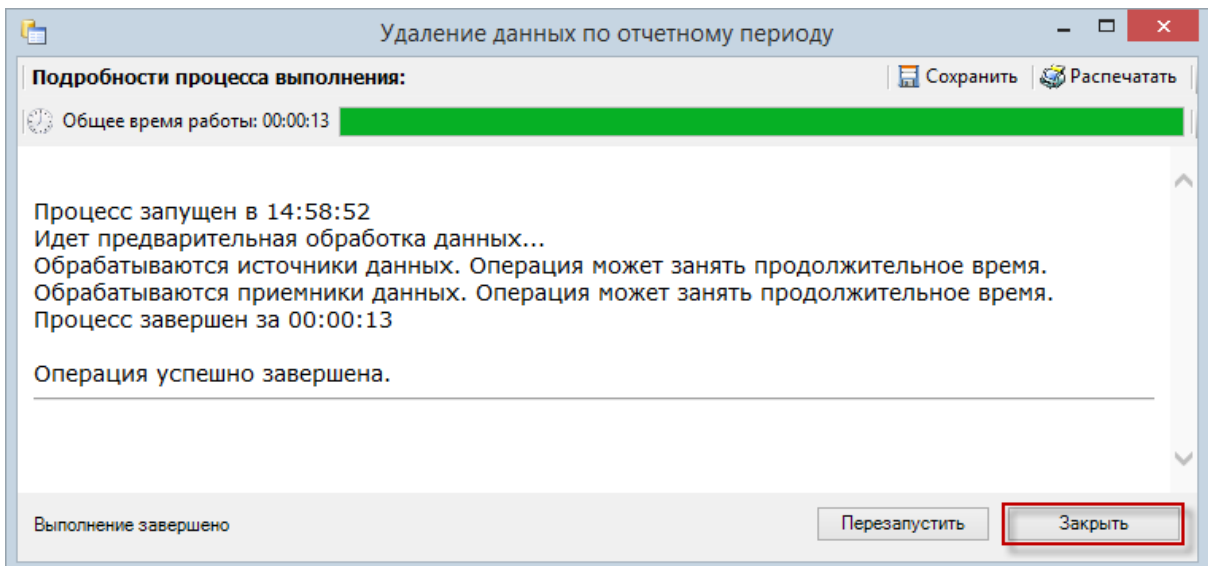 Удаление данных по отчетному периоду
Подробности процесса выполнения:
Сохранить
Распечатать
Общее время работы: 00:00:13
Процесс запущен в 14:58:52
Идет предварительная обработка данных...
Обрабатываются источники данных. Операция может занять продолжительное время.
Обрабатываются приемники данных. Операция может занять продолжительное время.
Процесс завершен за 00:00:13
Операция успешно завершена.
Выполнение завершено
Перезапустить
Закрыть